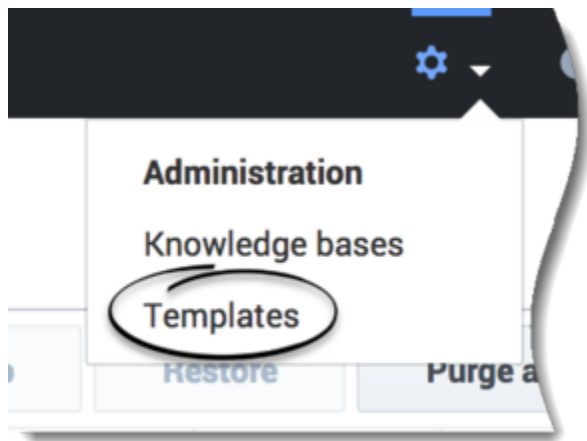 Administration
Knowledge bases
Templates
Restore
Purge a